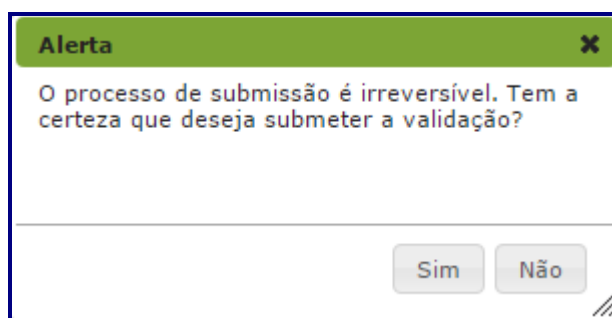 Alerta
O processo de submissão é irreversível. Tem a
certeza que deseja submeter a validação?
Sim Não